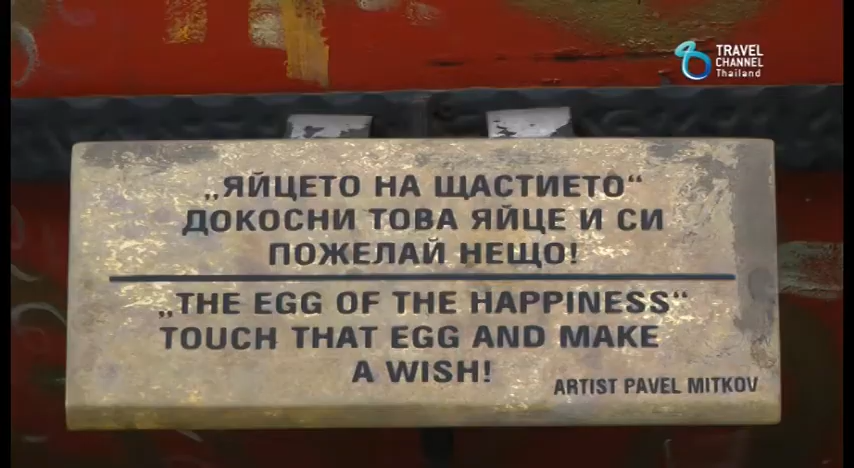 TRAVEL
CHANNEL
Thailand
„ЯЙЦЕТО НА ЩАСТИЕТО“
ДОКОСНИ ТОВА ЯЙЦЕ И СИ
ПОЖЕЛАЙ НЕЩО!
„THE EGG OF THE HAPPINESS“
TOUCH THAT EGG AND MAKE
A WISH!
ARTIST PAVEL MITKOV